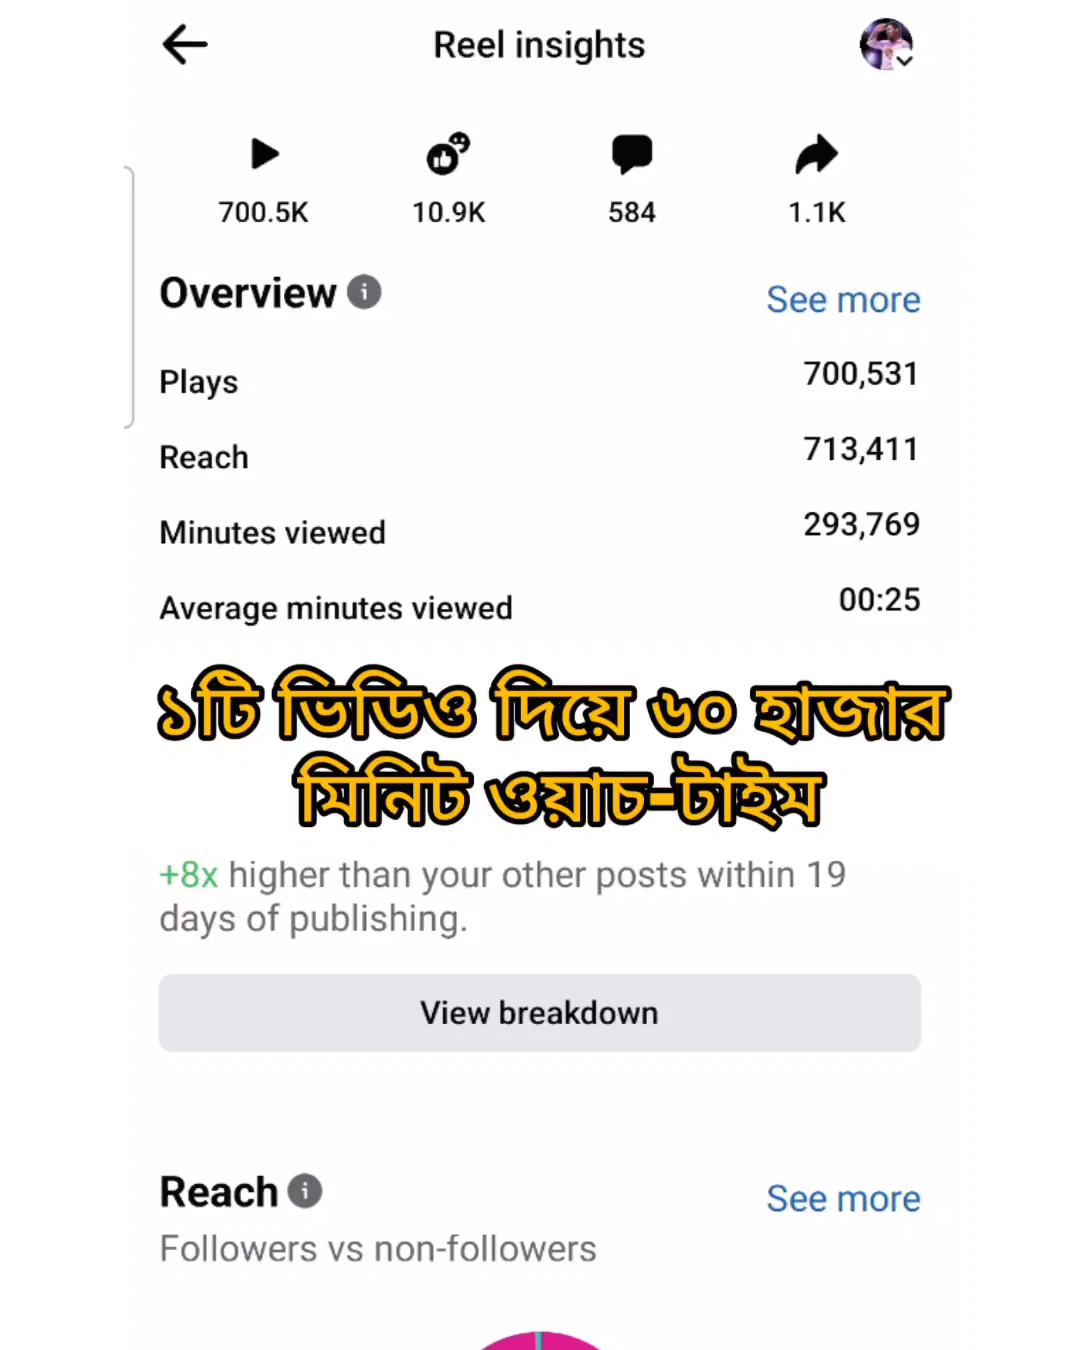 Reel insights
700.5K 10.9K 584 1.1K
Overview See more
Plays 700,531
Reach 713,411
Minutes viewed 293,769
Average minutes viewed 00:25
১টি ভিডিও দিয়ে ৬০ হাজার
মিনিট ওয়াচ-টাইম
+8x higher than your other posts within 19
days of publishing.
View breakdown
Reach See more
Followers vs non-followers